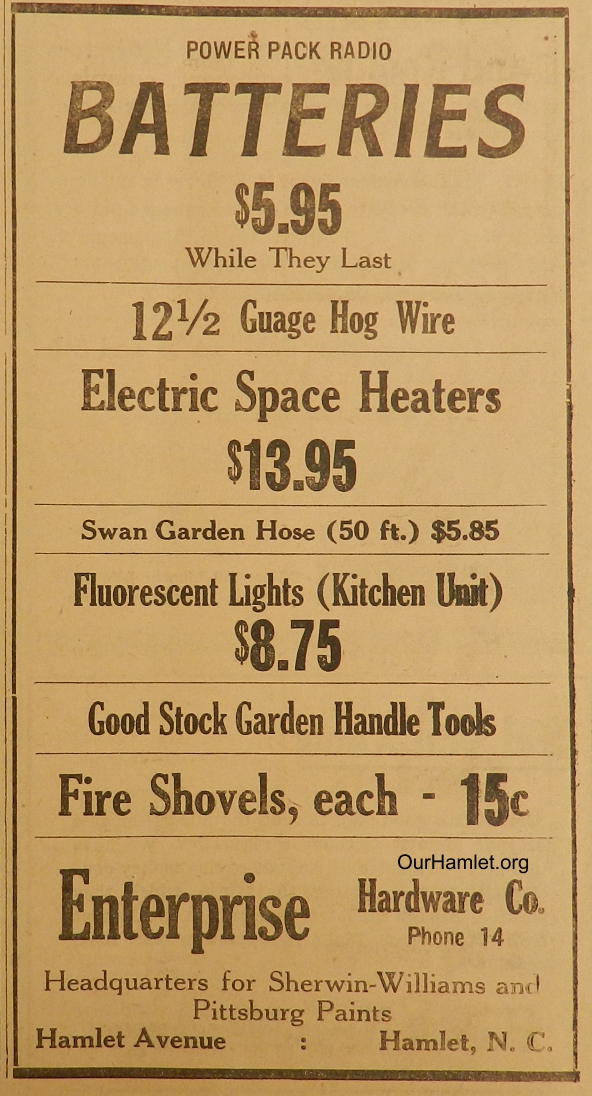 POWER PACK RADIO
BATTERIES
$5.95
While They Last
12½ Guage Hog Wire
Electric Space Heaters
$13.95
Swan Garden Hose (50 ft.) $5.85
Fluorescent Lights (Kitchen Unit)
$8.75
Good Stock Garden Handle Tools
Fire Shovels, each - 15c
OurHamlet.org
Enterprise Hardware Co.
Phone 14
Headquarters for Sherwin-Williams and
Pittsburg Paints
Hamlet Avenue : Hamlet, N. C.